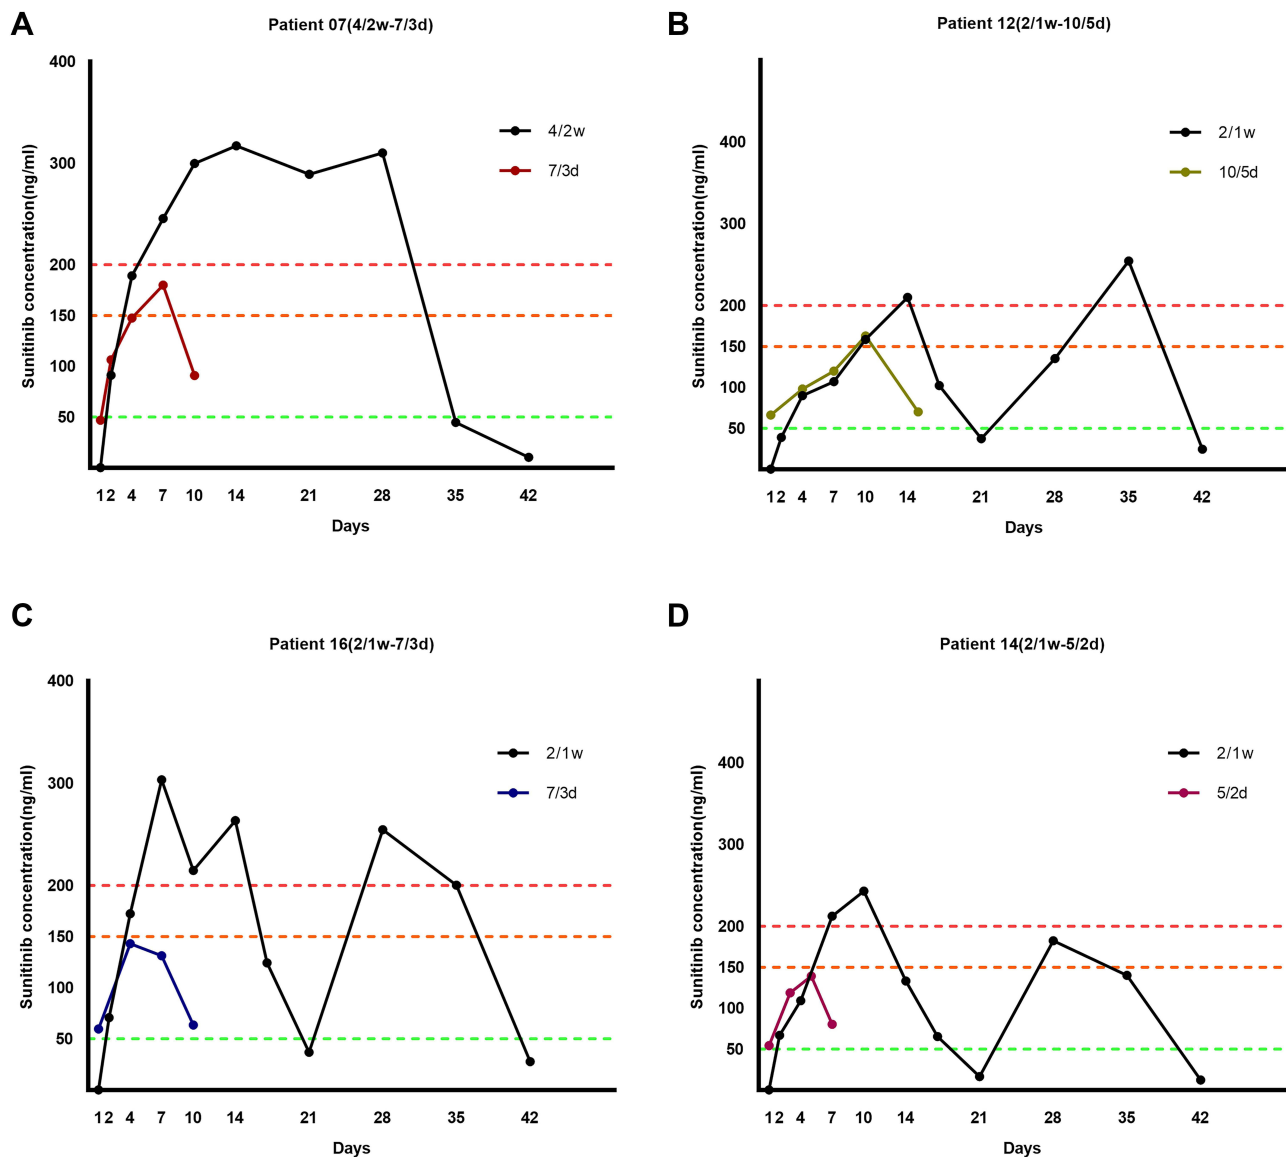 A
Patient 07(4/2w-7/3d)
Sunitinib concentration(ng/ml)
400
300
200
150
100
50
4/2w
7/3d
1 2 4 7 10 14 21 28 35 42
Days
B
Patient 12(2/1w-10/5d)
Sunitinib concentration(ng/ml)
400
300
200
150
100
50
2/1w
10/5d
1 2 4 7 10 14 21 28 35 42
Days
C
Patient 16(2/1w-7/3d)
Sunitinib concentration(ng/ml)
400
300
200
150
100
50
2/1w
7/3d
1 2 4 7 10 14 21 28 35 42
Days
D
Patient 14(2/1w-5/2d)
Sunitinib concentration(ng/ml)
400
300
200
150
100
50
2/1w
5/2d
1 2 4 7 10 14 21 28 35 42
Days